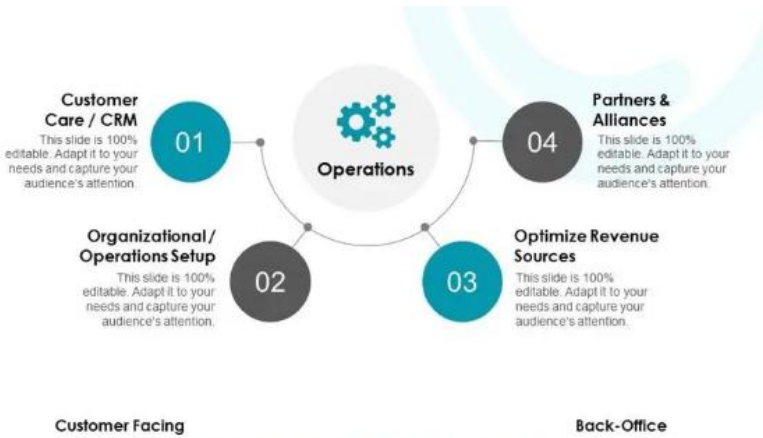 Customer
Care / CRM
This slide is 100%
editable. Adapt it to your
needs and capture your
audience's attention.
01
Operations
04
Partners &
Alliances
This slide is 100%
editable. Adapt it to your
needs and capture your
audience's attention.
Organizational /
Operations Setup
This slide is 100%
editable. Adapt it to your
needs and capture your
audience's attention.
02
03
Optimize Revenue
Sources
This slide is 100%
editable. Adapt it to your
needs and capture your
audience's attention.
Customer Facing
Back-Office